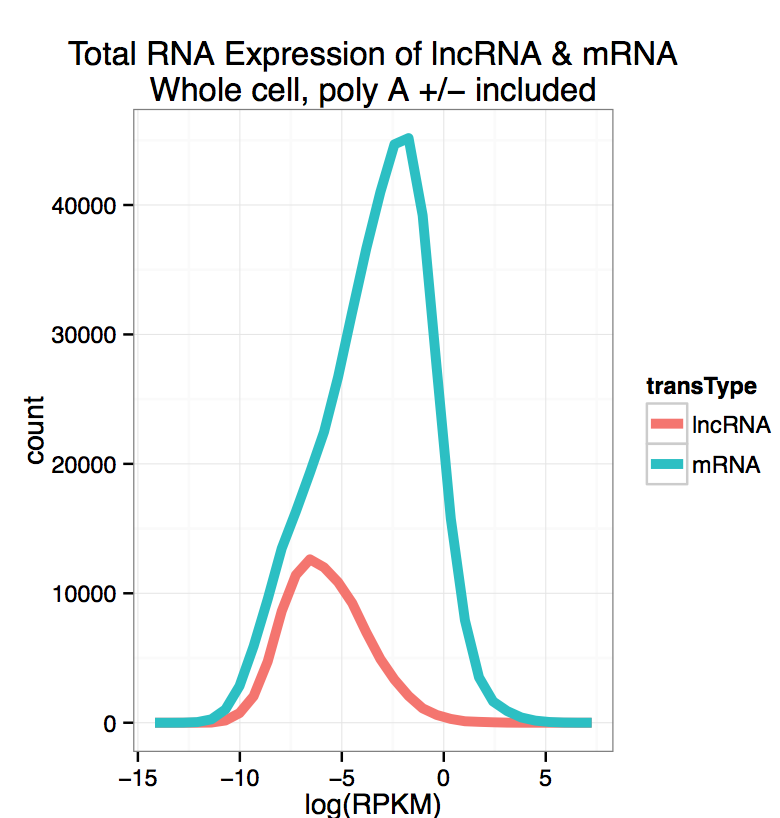 Total RNA Expression of lncRNA & mRNA
Whole cell, poly A +/− included
40000
30000
20000
10000
0
count
−15
−10
−5
0
5
log(RPKM)
transType
lncRNA
mRNA